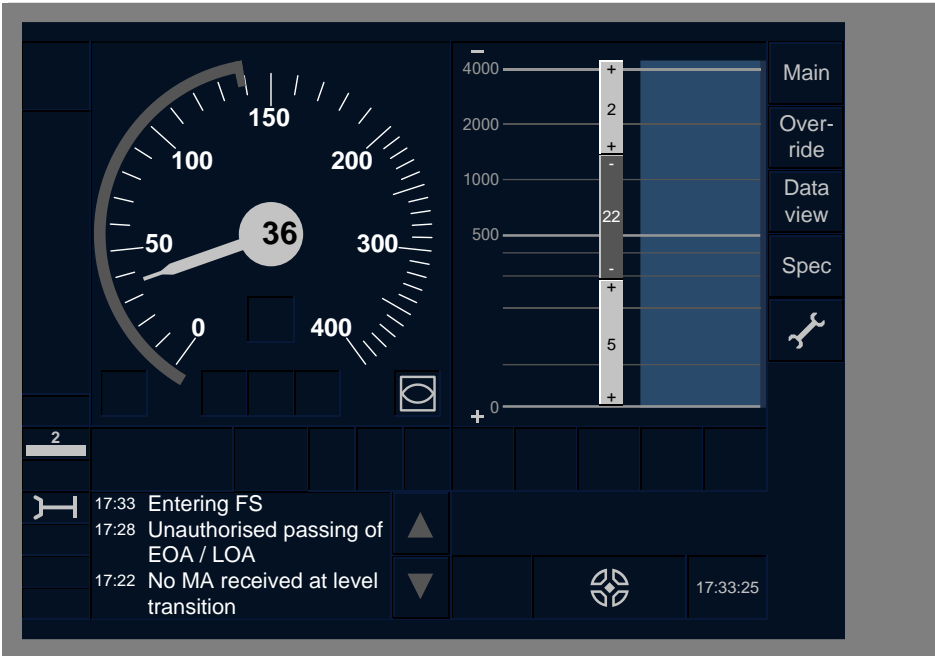 150
100
200
50
36
300
0
400
4000
2000
1000
500
0
+
2
+
-
22
-
+
5
+
Main
Over-
ride
Data
view
Spec
2
17:33 Entering FS
17:28 Unauthorised passing of
EOA / LOA
17:22 No MA received at level
transition
17:33:25